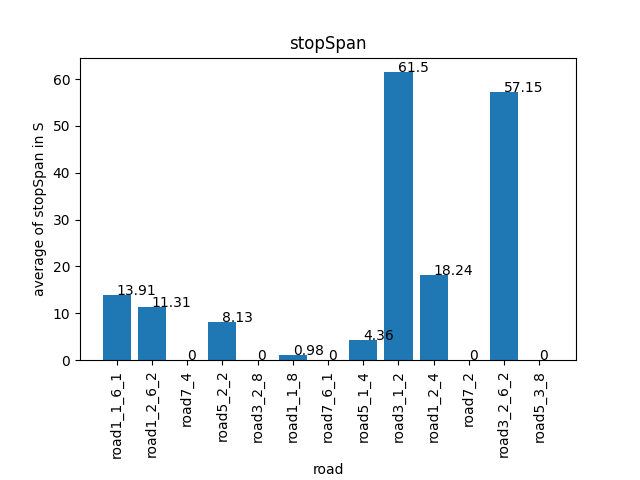 stopSpan
average of stopSpan in S
60
50
40
30
20
10
0
13.91
11.31
0
8.13
0
0.98
0
4.36
61.5
18.24
0
57.15
0
road1_1_6_1
road1_2_6_2
road7_4
road5_2_2
road3_2_8
road1_1_8
road7_6_1
road5_1_4
road3_1_2
road1_2_4
road7_2
road3_2_6_2
road5_3_8
road